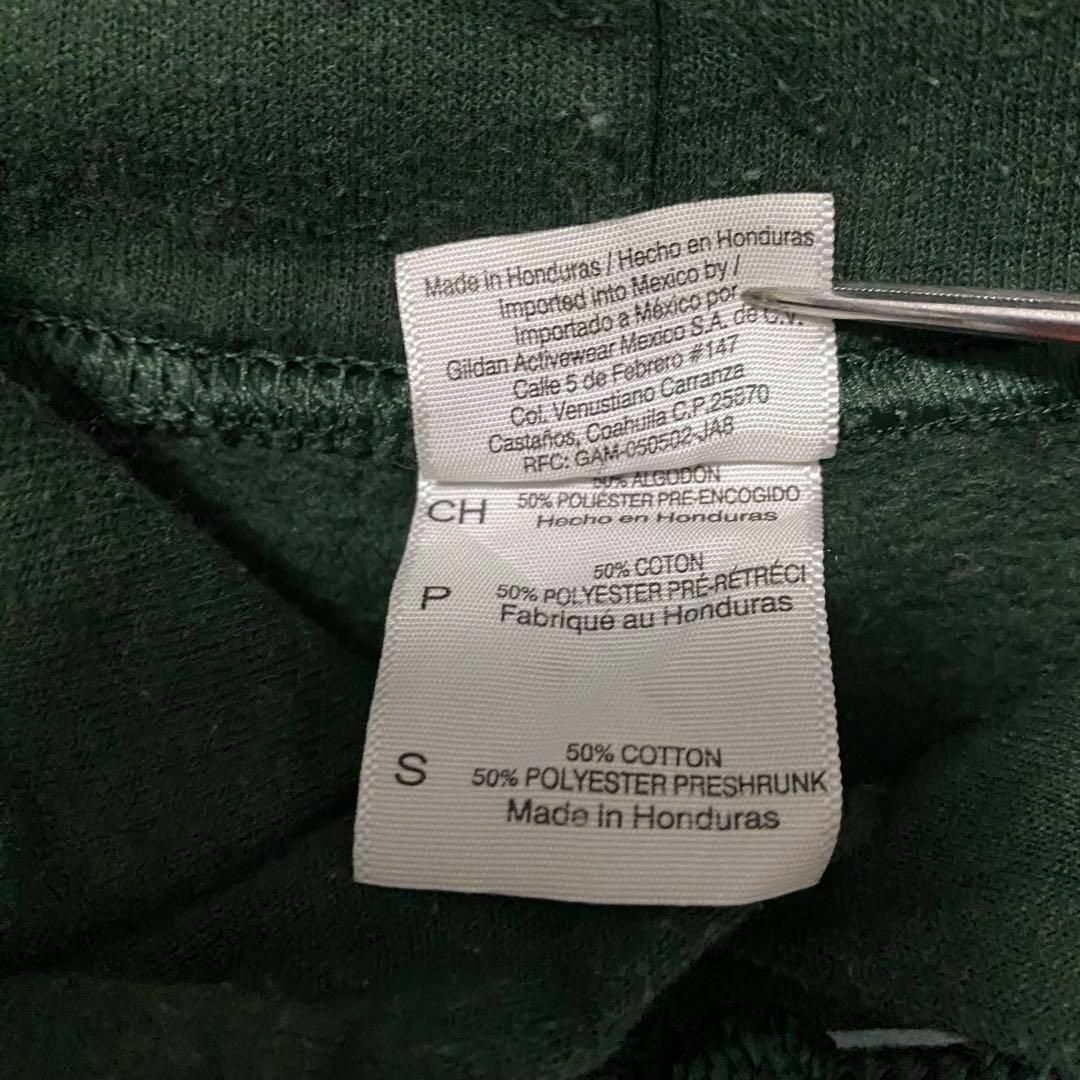 Made in Honduras / Hecho en Honduras
Imported into Mexico by /
Importado a México por
Gildan Activewear Mexico S.A. de C.V.
Calle 5 de Febrero #147
Col. Venustiano Carranza
Castaños, Coahuila C.P.25870
RFC: GAM-050502-JA8
50% ALGODÓN
CH 50% POLIÉSTER PRE-ENCOGIDO
Hecho en Honduras
50% COTON
P 50% POLYESTER PRÉ-RÉTRÉCI
Fabriqué au Honduras
50% COTTON
S 50% POLYESTER PRESHRUNK
Made in Honduras